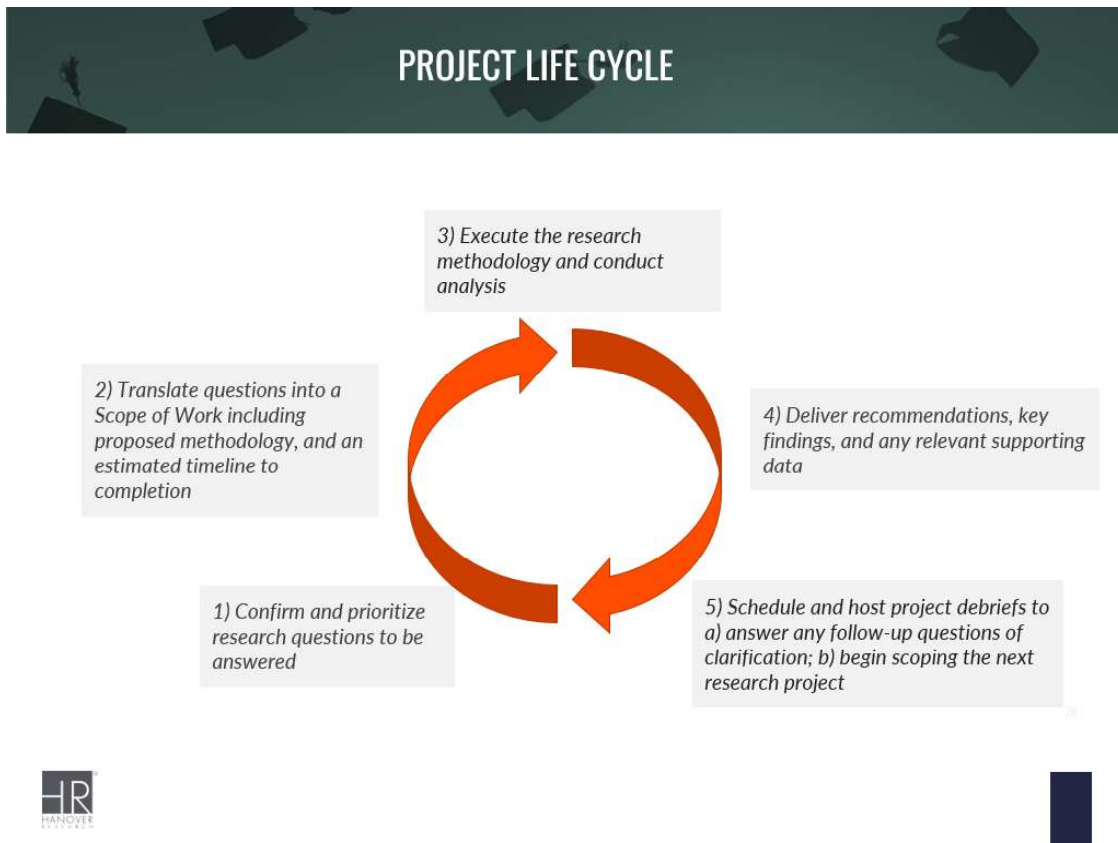 PROJECT LIFE CYCLE
3) Execute the research
methodology and conduct
analysis
2) Translate questions into a
Scope of Work including
proposed methodology, and an
estimated timeline to
completion
4) Deliver recommendations, key
findings, and any relevant supporting
data
1) Confirm and prioritize
research questions to be
answered
5) Schedule and host project debriefs to
a) answer any follow-up questions of
clarification; b) begin scoping the next
research project
HR
HANOVER
RESEARCH